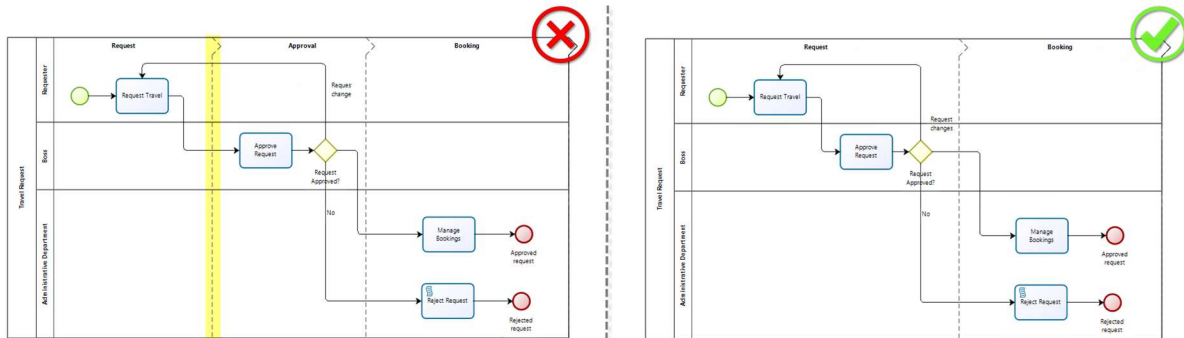 Request
Approval
Booking
Travel Request
Requester
Boss
Administrative Department
Request Travel
Reques
change
Approve
Request
Request
Approved?
No
Manage
Bookings
Approved
request
Reject Request
Rejected
request
Request
Booking
Travel Request
Requester
Boss
Administrative Department
Request Travel
Request
changes
Approve
Request
Request
Approved?
No
Manage
Bookings
Approved
request
Reject Request
Rejected
request